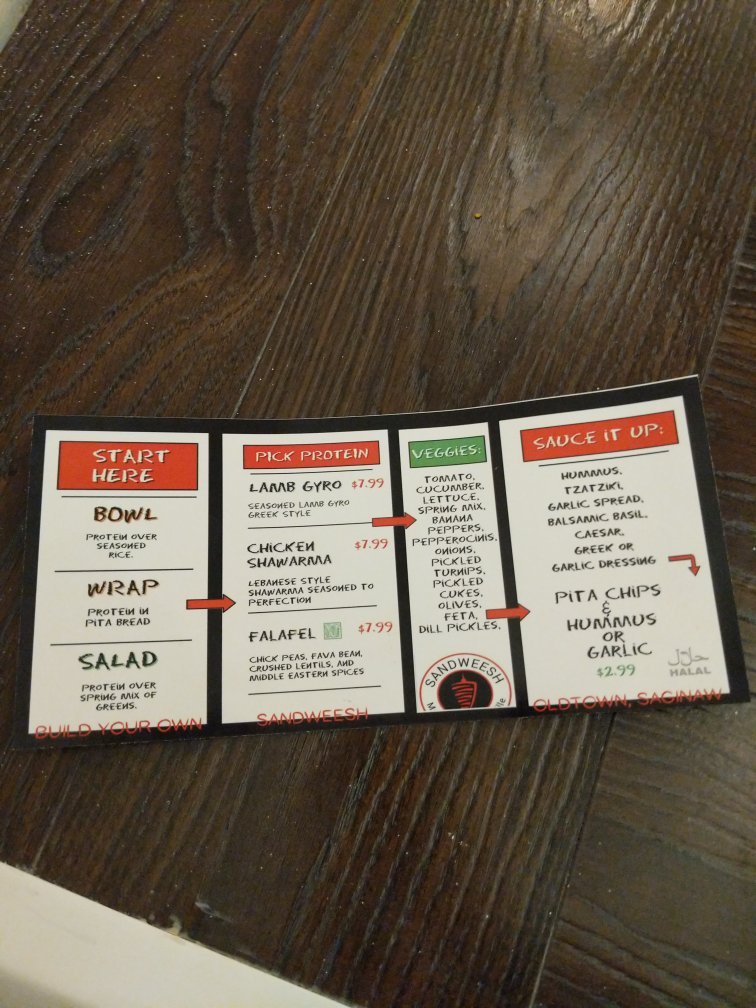 START
HERE
BOWL
PROTEIN OVER
SEASONED
RICE.
WRAP
PROTEIN IN
PITA BREAD
SALAD
PROTEIN OVER
SPRING MIX OF
GREENS.
BUILD YOUR OWN
PICK PROTEIN
LAMB GYRO $7.99
SEASONED LAMB GYRO
GREEK STYLE
CHICKEN $7.99
SHAWARMA
LEBANESE STYLE
SHAWARMA SEASONED TO
PERFECTION
FALAFEL $7.99
CHICK PEAS, FAVA BEAN,
CRUSHED LENTILS, AND
MIDDLE EASTERN SPICES
SANDWEESH
VEGGIES:
TOMATO,
CUCUMBER,
LETTUCE,
SPRING MIX,
BANANA
PEPPERS,
PEPPEROCINIS,
ONIONS,
PICKLED
TURNIPS,
PICKLED
CUKES,
OLIVES,
FETA,
DILL PICKLES,
SANDWEESH
SAUCE IT UP:
HUMMUS,
TZATZIKI,
GARLIC SPREAD,
BALSAMIC BASIL,
CAESAR,
GREEK OR
GARLIC DRESSING
PITA CHIPS
&
HUMMUS
OR
GARLIC
$2.99
حلال
HALAL
OLDTOWN, SAGINAW